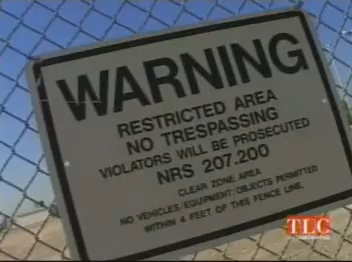 WARNING
RESTRICTED AREA
NO TRESPASSING
VIOLATORS WILL BE PROSECUTED
NRS 207.200
CLEAR ZONE AREA
NO VEHICLES/EQUIPMENT/OBJECTS PERMITTED
WITHIN 4 FEET OF THIS FENCE LINE
TLC